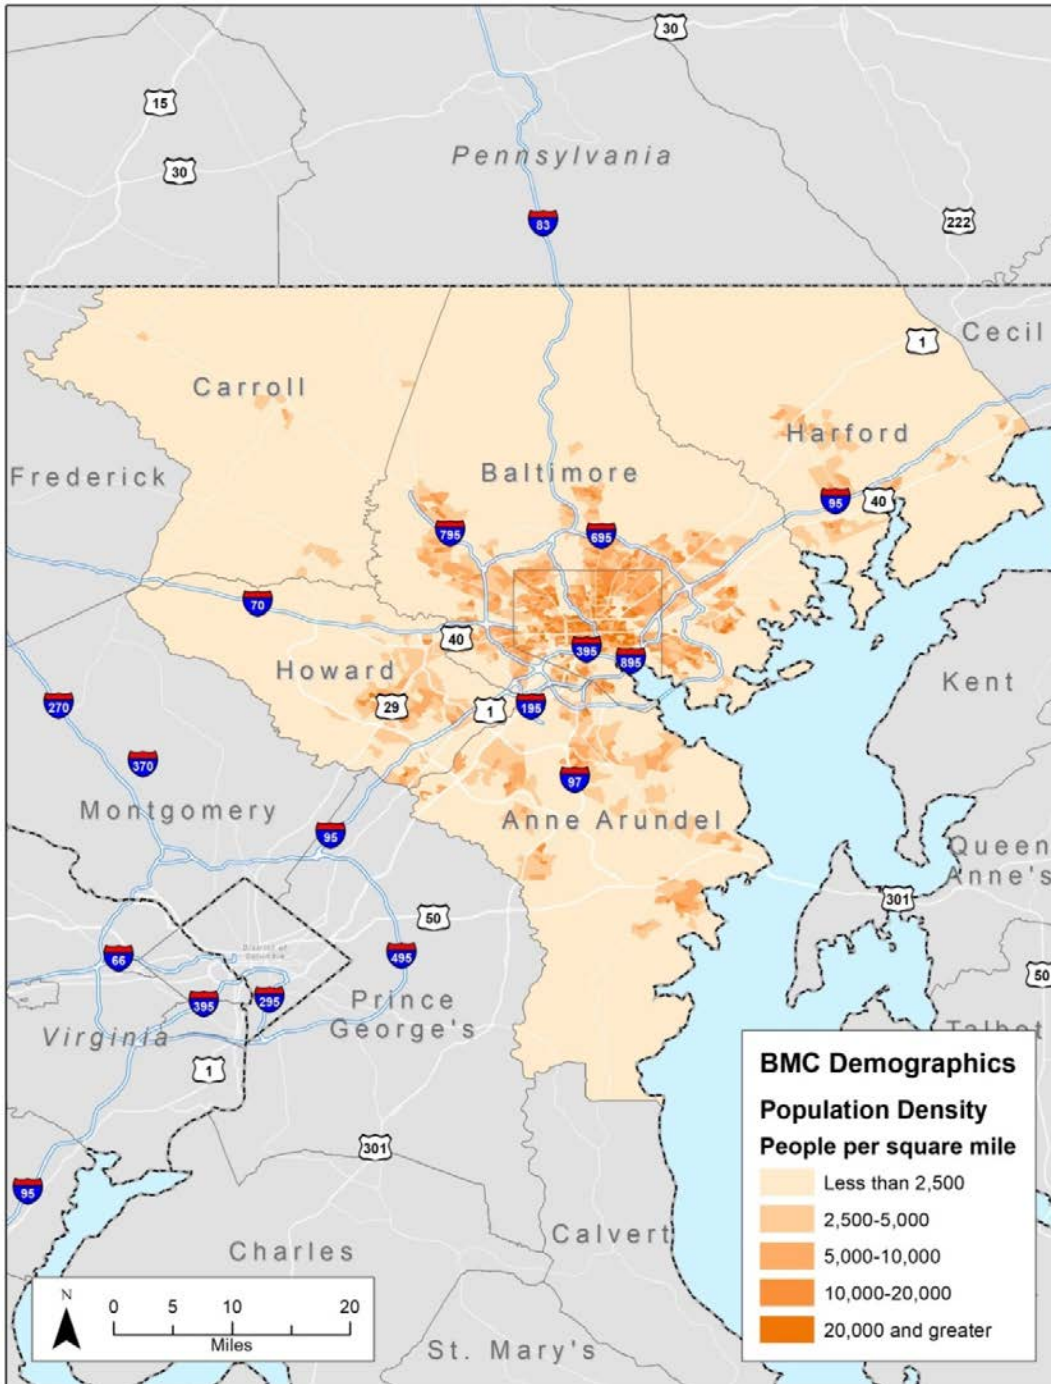 30
15
30
Pennsylvania
83
222
1
Cecil
Carroll
Harford
Frederick
Baltimore
95
40
795
695
70
40
395
895
Howard
29
1
195
Kent
270
370
97
Montgomery
Anne Arundel
95
Queen
Anne's
301
50
District of
Columbia
66
495
50
395
295
Prince
George's
Virginia
Talbot
1
301
95
Calvert
Charles
St. Mary's
BMC Demographics
Population Density
People per square mile
Less than 2,500
2,500-5,000
5,000-10,000
10,000-20,000
20,000 and greater
N
0 5 10 20
Miles